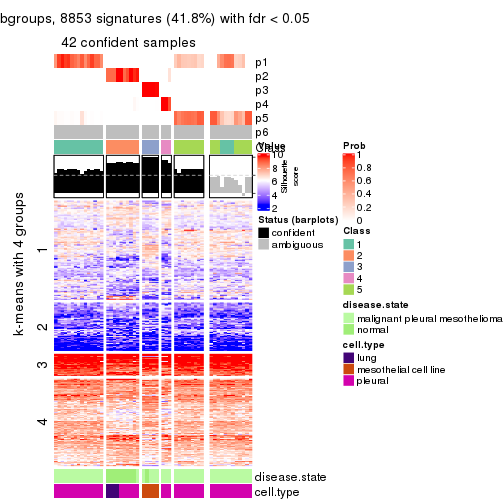 bgroups, 8853 signatures (41.8%) with fdr < 0.05
42 confident samples
p1
p2
p3
p4
p5
p6
Class
Silhouette
score
1
2
3
4
k-means with 4 groups
disease.state
cell.type
Value
10
8
6
4
2
Status (barplots)
confident
ambiguous
Prob
1
0.8
0.6
0.4
0.2
0
Class
1
2
3
4
5
disease.state
malignant pleural mesothelioma
normal
cell.type
lung
mesothelial cell line
pleural